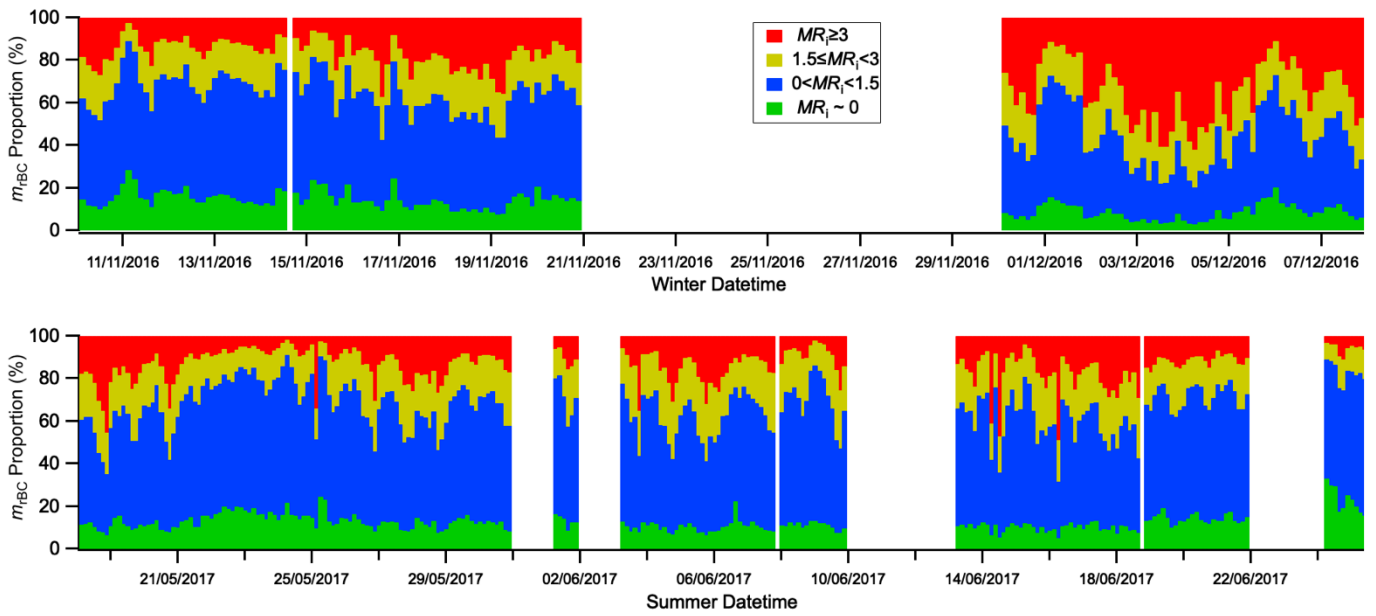 100
80
60
40
20
0
m_rBC Proportion (%)
MR_i≥3
1.5≤MR_i<3
0<MR_i<1.5
MR_i ~ 0
11/11/2016 13/11/2016 15/11/2016 17/11/2016 19/11/2016 21/11/2016 23/11/2016 25/11/2016 27/11/2016 29/11/2016 01/12/2016 03/12/2016 05/12/2016 07/12/2016
Winter Datetime
100
80
60
40
20
0
m_rBC Proportion (%)
21/05/2017 25/05/2017 29/05/2017 02/06/2017 06/06/2017 10/06/2017 14/06/2017 18/06/2017 22/06/2017
Summer Datetime